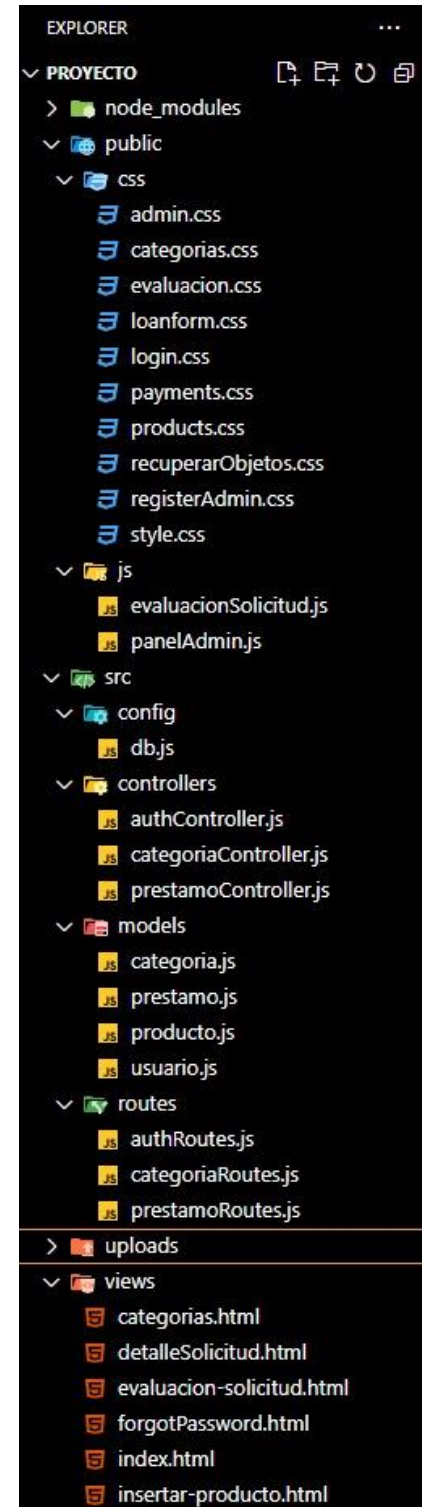 EXPLORER ...
PROYECTO
node_modules
public
css
admin.css
categorias.css
evaluacion.css
loanform.css
login.css
payments.css
products.css
recuperarObjetos.css
registerAdmin.css
style.css
js
JS evaluacionSolicitud.js
JS panelAdmin.js
src
config
JS db.js
controllers
JS authController.js
JS categoriaController.js
JS prestamoController.js
models
JS categoria.js
JS prestamo.js
JS producto.js
JS usuario.js
routes
JS authRoutes.js
JS categoriaRoutes.js
JS prestamoRoutes.js
uploads
views
categorias.html
detalleSolicitud.html
evaluacion-solicitud.html
forgotPassword.html
index.html
insertar-producto.html